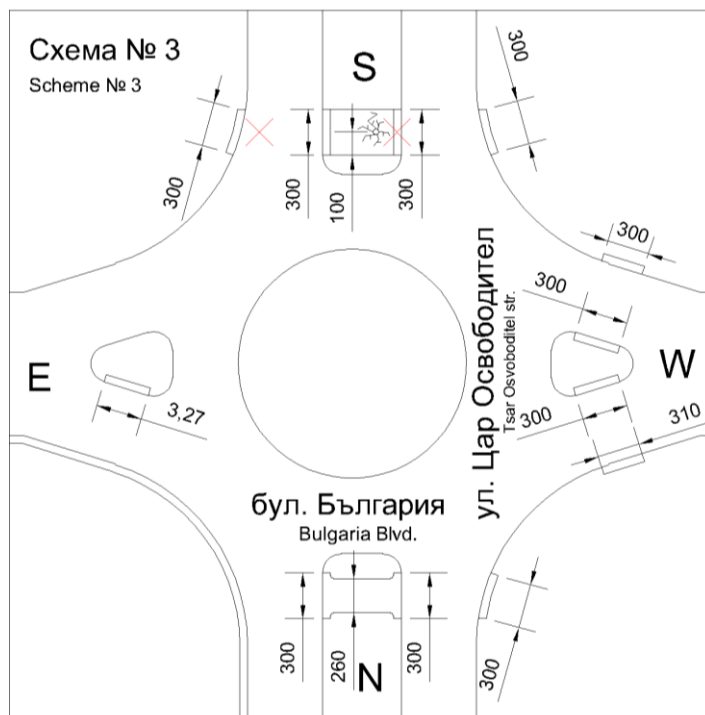 Схема № 3
Scheme № 3
S
300
300
300
100
300
300
300
E
3,27
W
300
310
ул. Цар Освободител
Tsar Osvoboditel str.
бул. България
Bulgaria Blvd.
300
260
300
N
300